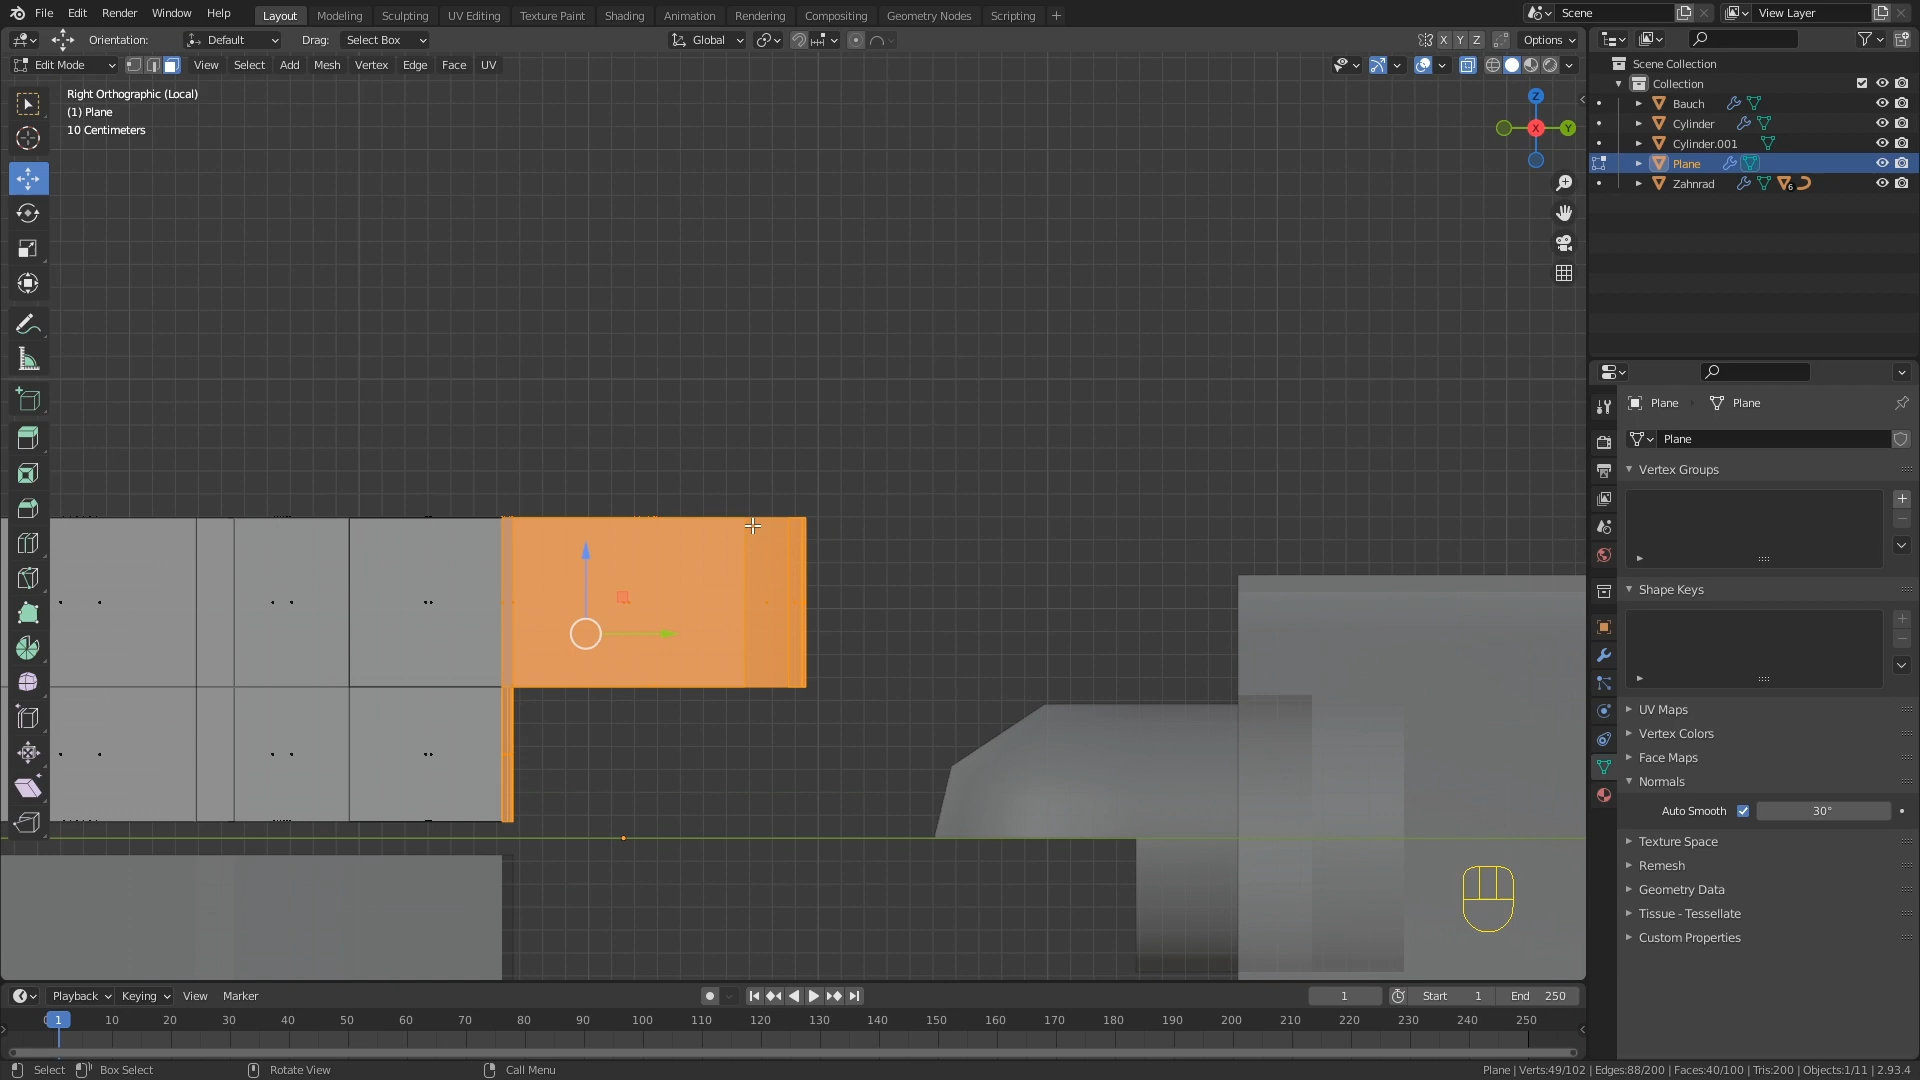 File Edit Render Window Help Layout Modeling Sculpting UV Editing Texture Paint Shading Animation Rendering Compositing Geometry Nodes Scripting + Scene View Layer
Orientation: Default Drag: Select Box Global X Y Z Options
Edit Mode View Select Add Mesh Vertex Edge Face UV
Right Orthographic (Local)
(1) Plane
10 Centimeters
Z
X
Y
Scene Collection
Collection
Bauch
Cylinder
Cylinder.001
Plane
Zahnrad 6
Plane Plane
Plane
Vertex Groups
Shape Keys
UV Maps
Vertex Colors
Face Maps
Normals
Auto Smooth 30°
Texture Space
Remesh
Geometry Data
Tissue - Tessellate
Custom Properties
Playback Keying View Marker 1 Start 1 End 250
1 10 20 30 40 50 60 70 80 90 100 110 120 130 140 150 160 170 180 190 200 210 220 230 240 250
Select Box Select Rotate View Call Menu Plane | Verts:49/102 | Edges:88/200 | Faces:40/100 | Tris:200 | Objects:1/11 | 2.93.4